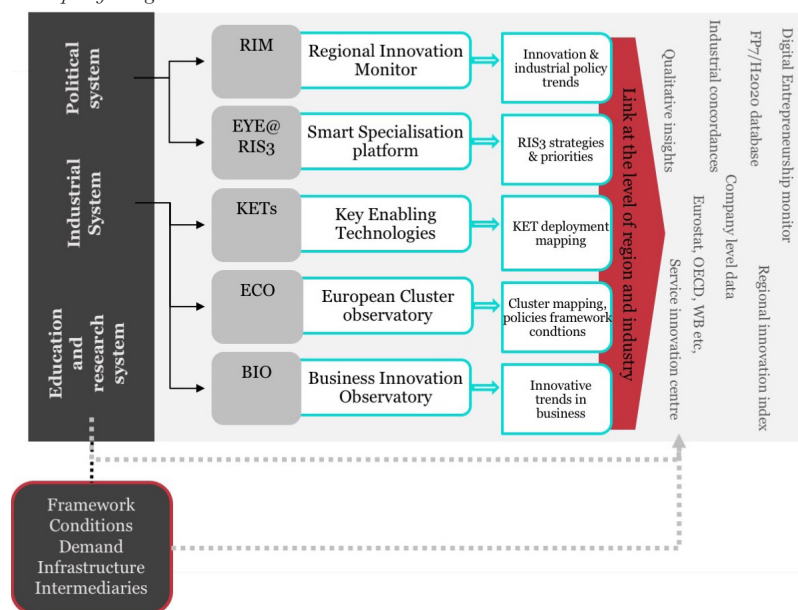 Political
system
Industrial
System
Education
and
research
system
RIM
Regional Innovation
Monitor
Innovation &
industrial policy
trends
EYE@
RIS3
Smart Specialisation
platform
RIS3 strategies
& priorities
KETs
Key Enabling
Technologies
KET deployment
mapping
ECO
European Cluster
observatory
Cluster mapping,
policies framework
condtions
BIO
Business Innovation
Observatory
Innovative
trends in
business
Link at the level of region and industry
Qualitative insights
Service innovation centre
Eurostat, OECD, WB etc,
Industrial concordances
Company level data
FP7/H2020 database
Regional innovation index
Digital Entrepreneurship monitor
Framework
Conditions
Demand
Infrastructure
Intermediaries